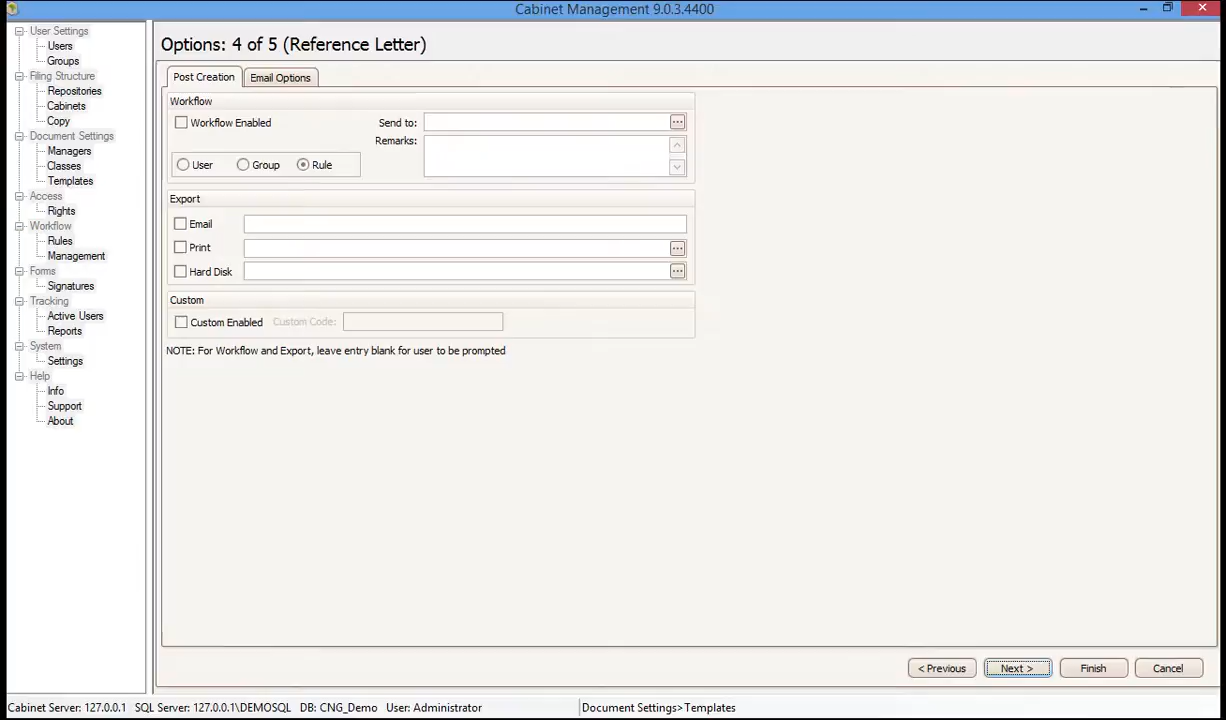 Cabinet Management 9.0.3.4400
User Settings
Users
Groups
Filing Structure
Repositories
Cabinets
Copy
Document Settings
Managers
Classes
Templates
Access
Rights
Workflow
Rules
Management
Forms
Signatures
Tracking
Active Users
Reports
System
Settings
Help
Info
Support
About
Options: 4 of 5 (Reference Letter)
Post Creation Email Options
Workflow
Workflow Enabled Send to: ...
Remarks:
User Group Rule
Export
Email
Print ...
Hard Disk ...
Custom
Custom Enabled Custom Code:
NOTE: For Workflow and Export, leave entry blank for user to be prompted
< Previous Next > Finish Cancel
Cabinet Server: 127.0.0.1 SQL Server: 127.0.0.1\DEMOSQL DB: CNG_Demo User: Administrator Document Settings>Templates